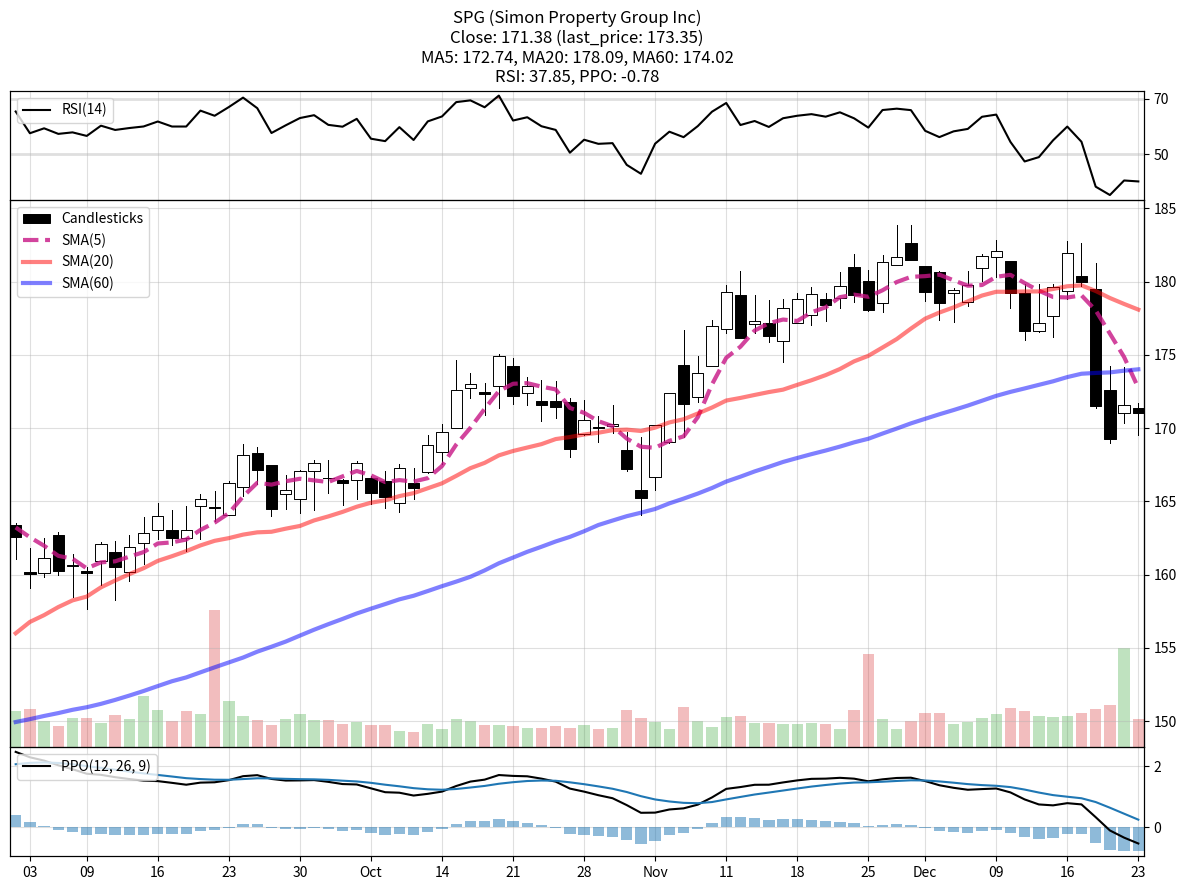 SPG (Simon Property Group Inc)
Close: 171.38 (last_price: 173.35)
MA5: 172.74, MA20: 178.09, MA60: 174.02
RSI: 37.85, PPO: -0.78
RSI(14)
70
50
Candlesticks
SMA(5)
SMA(20)
SMA(60)
185
180
175
170
165
160
155
150
PPO(12, 26, 9)
2
0
03 09 16 23 30 Oct 14 21 28 Nov 11 18 25 Dec 09 16 23